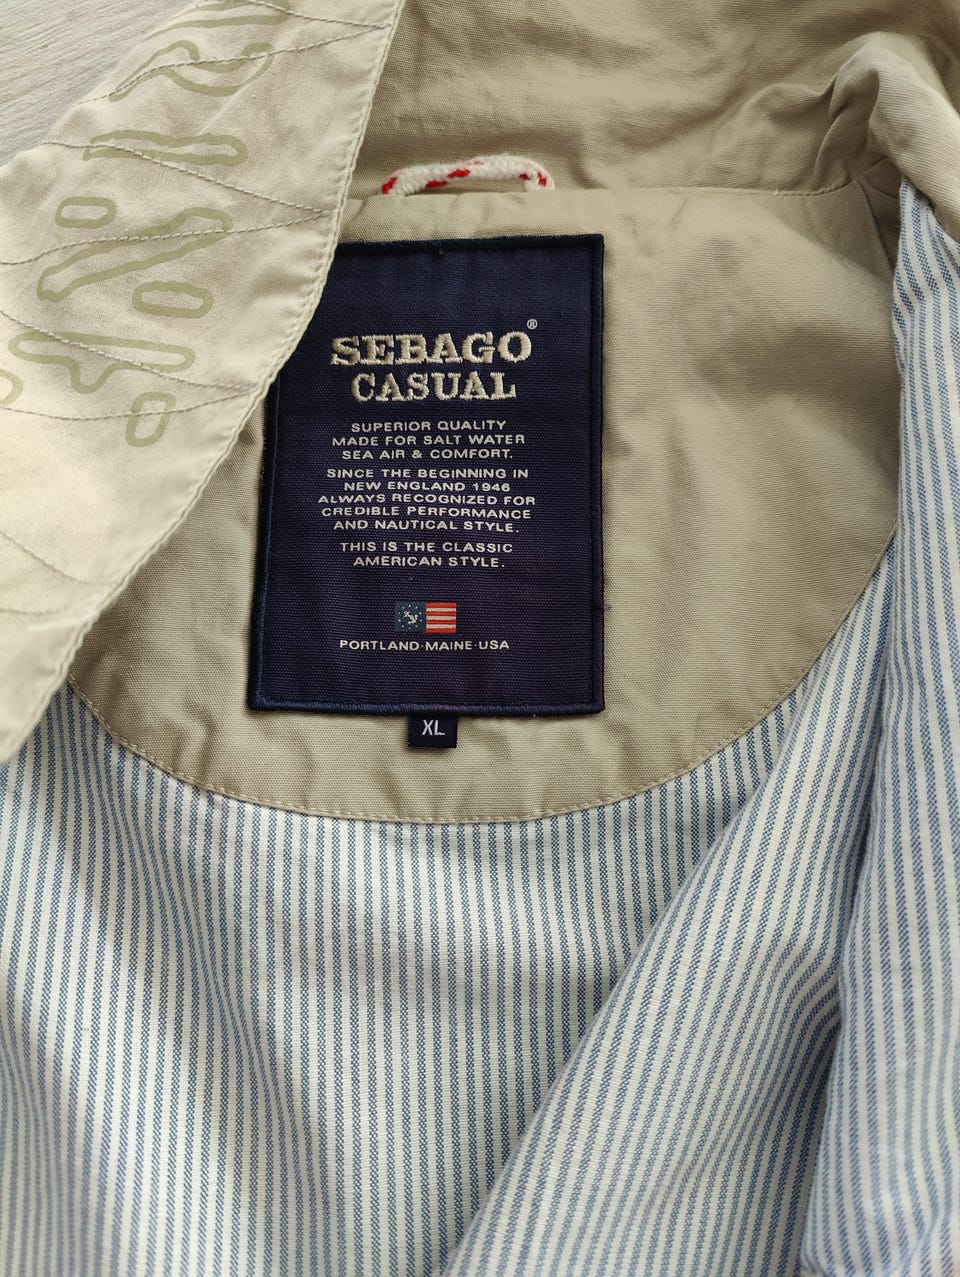 SEBAGO®
CASUAL
SUPERIOR QUALITY
MADE FOR SALT WATER
SEA AIR & COMFORT.
SINCE THE BEGINNING IN
NEW ENGLAND 1946
ALWAYS RECOGNIZED FOR
CREDIBLE PERFORMANCE
AND NAUTICAL STYLE.
THIS IS THE CLASSIC
AMERICAN STYLE.
PORTLAND·MAINE·USA
XL